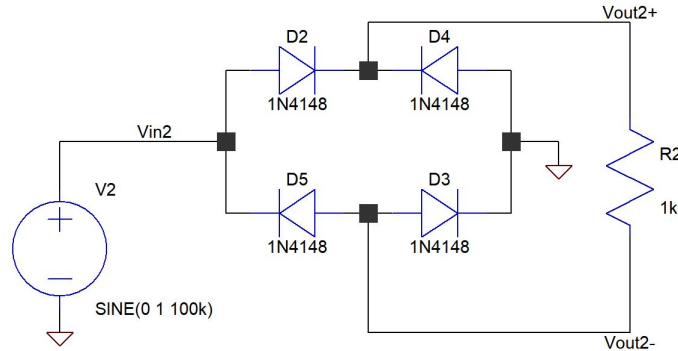 Vout2+
D2
D4
1N4148
1N4148
Vin2
R2
V2
D5
D3
1k
1N4148
1N4148
SINE(0 1 100k)
Vout2-